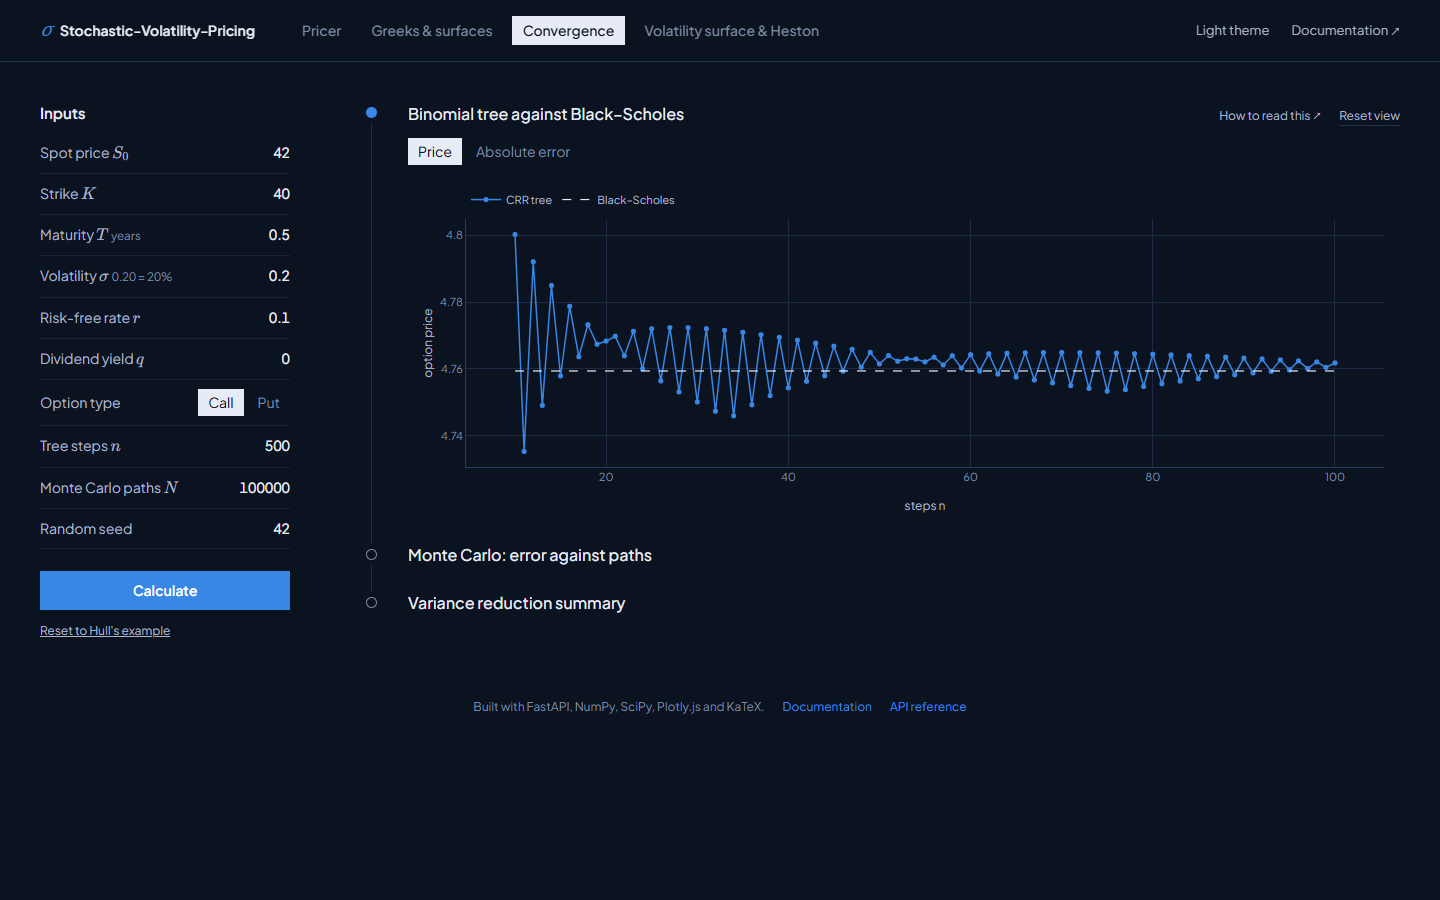 σ Stochastic-Volatility-Pricing Pricer Greeks & surfaces Convergence Volatility surface & Heston Light theme Documentation ↗
Inputs
Spot price S₀ 42
Strike K 40
Maturity T years 0.5
Volatility σ 0.20 = 20% 0.2
Risk-free rate r 0.1
Dividend yield q 0
Option type Call Put
Tree steps n 500
Monte Carlo paths N 100000
Random seed 42
Calculate
Reset to Hull's example
Binomial tree against Black–Scholes How to read this ↗ Reset view
Price Absolute error
CRR tree Black–Scholes
option price
4.8
4.78
4.76
4.74
20 40 60 80 100
steps n
Monte Carlo: error against paths
Variance reduction summary
Built with FastAPI, NumPy, SciPy, Plotly.js and KaTeX. Documentation API reference